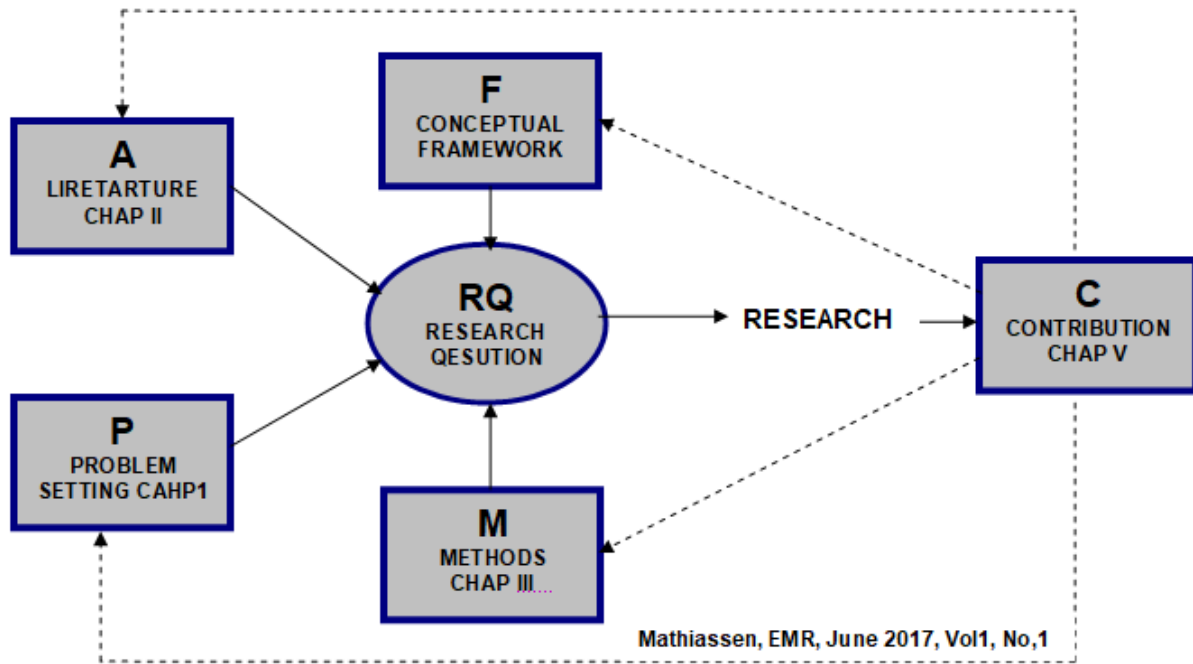 F
CONCEPTUAL
FRAMEWORK
A
LIRETARTURE
CHAP II
RQ
RESEARCH
QESUTION
RESEARCH
C
CONTRIBUTION
CHAP V
P
PROBLEM
SETTING CAHP1
M
METHODS
CHAP III
Mathiassen, EMR, June 2017, Vol1, No,1